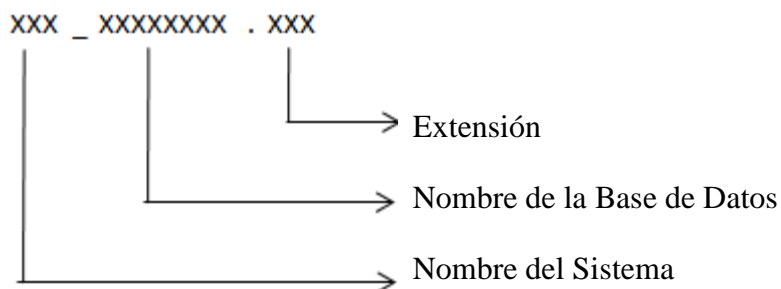 XXX _ XXXXXXXX . XXX
Extensión
Nombre de la Base de Datos
Nombre del Sistema